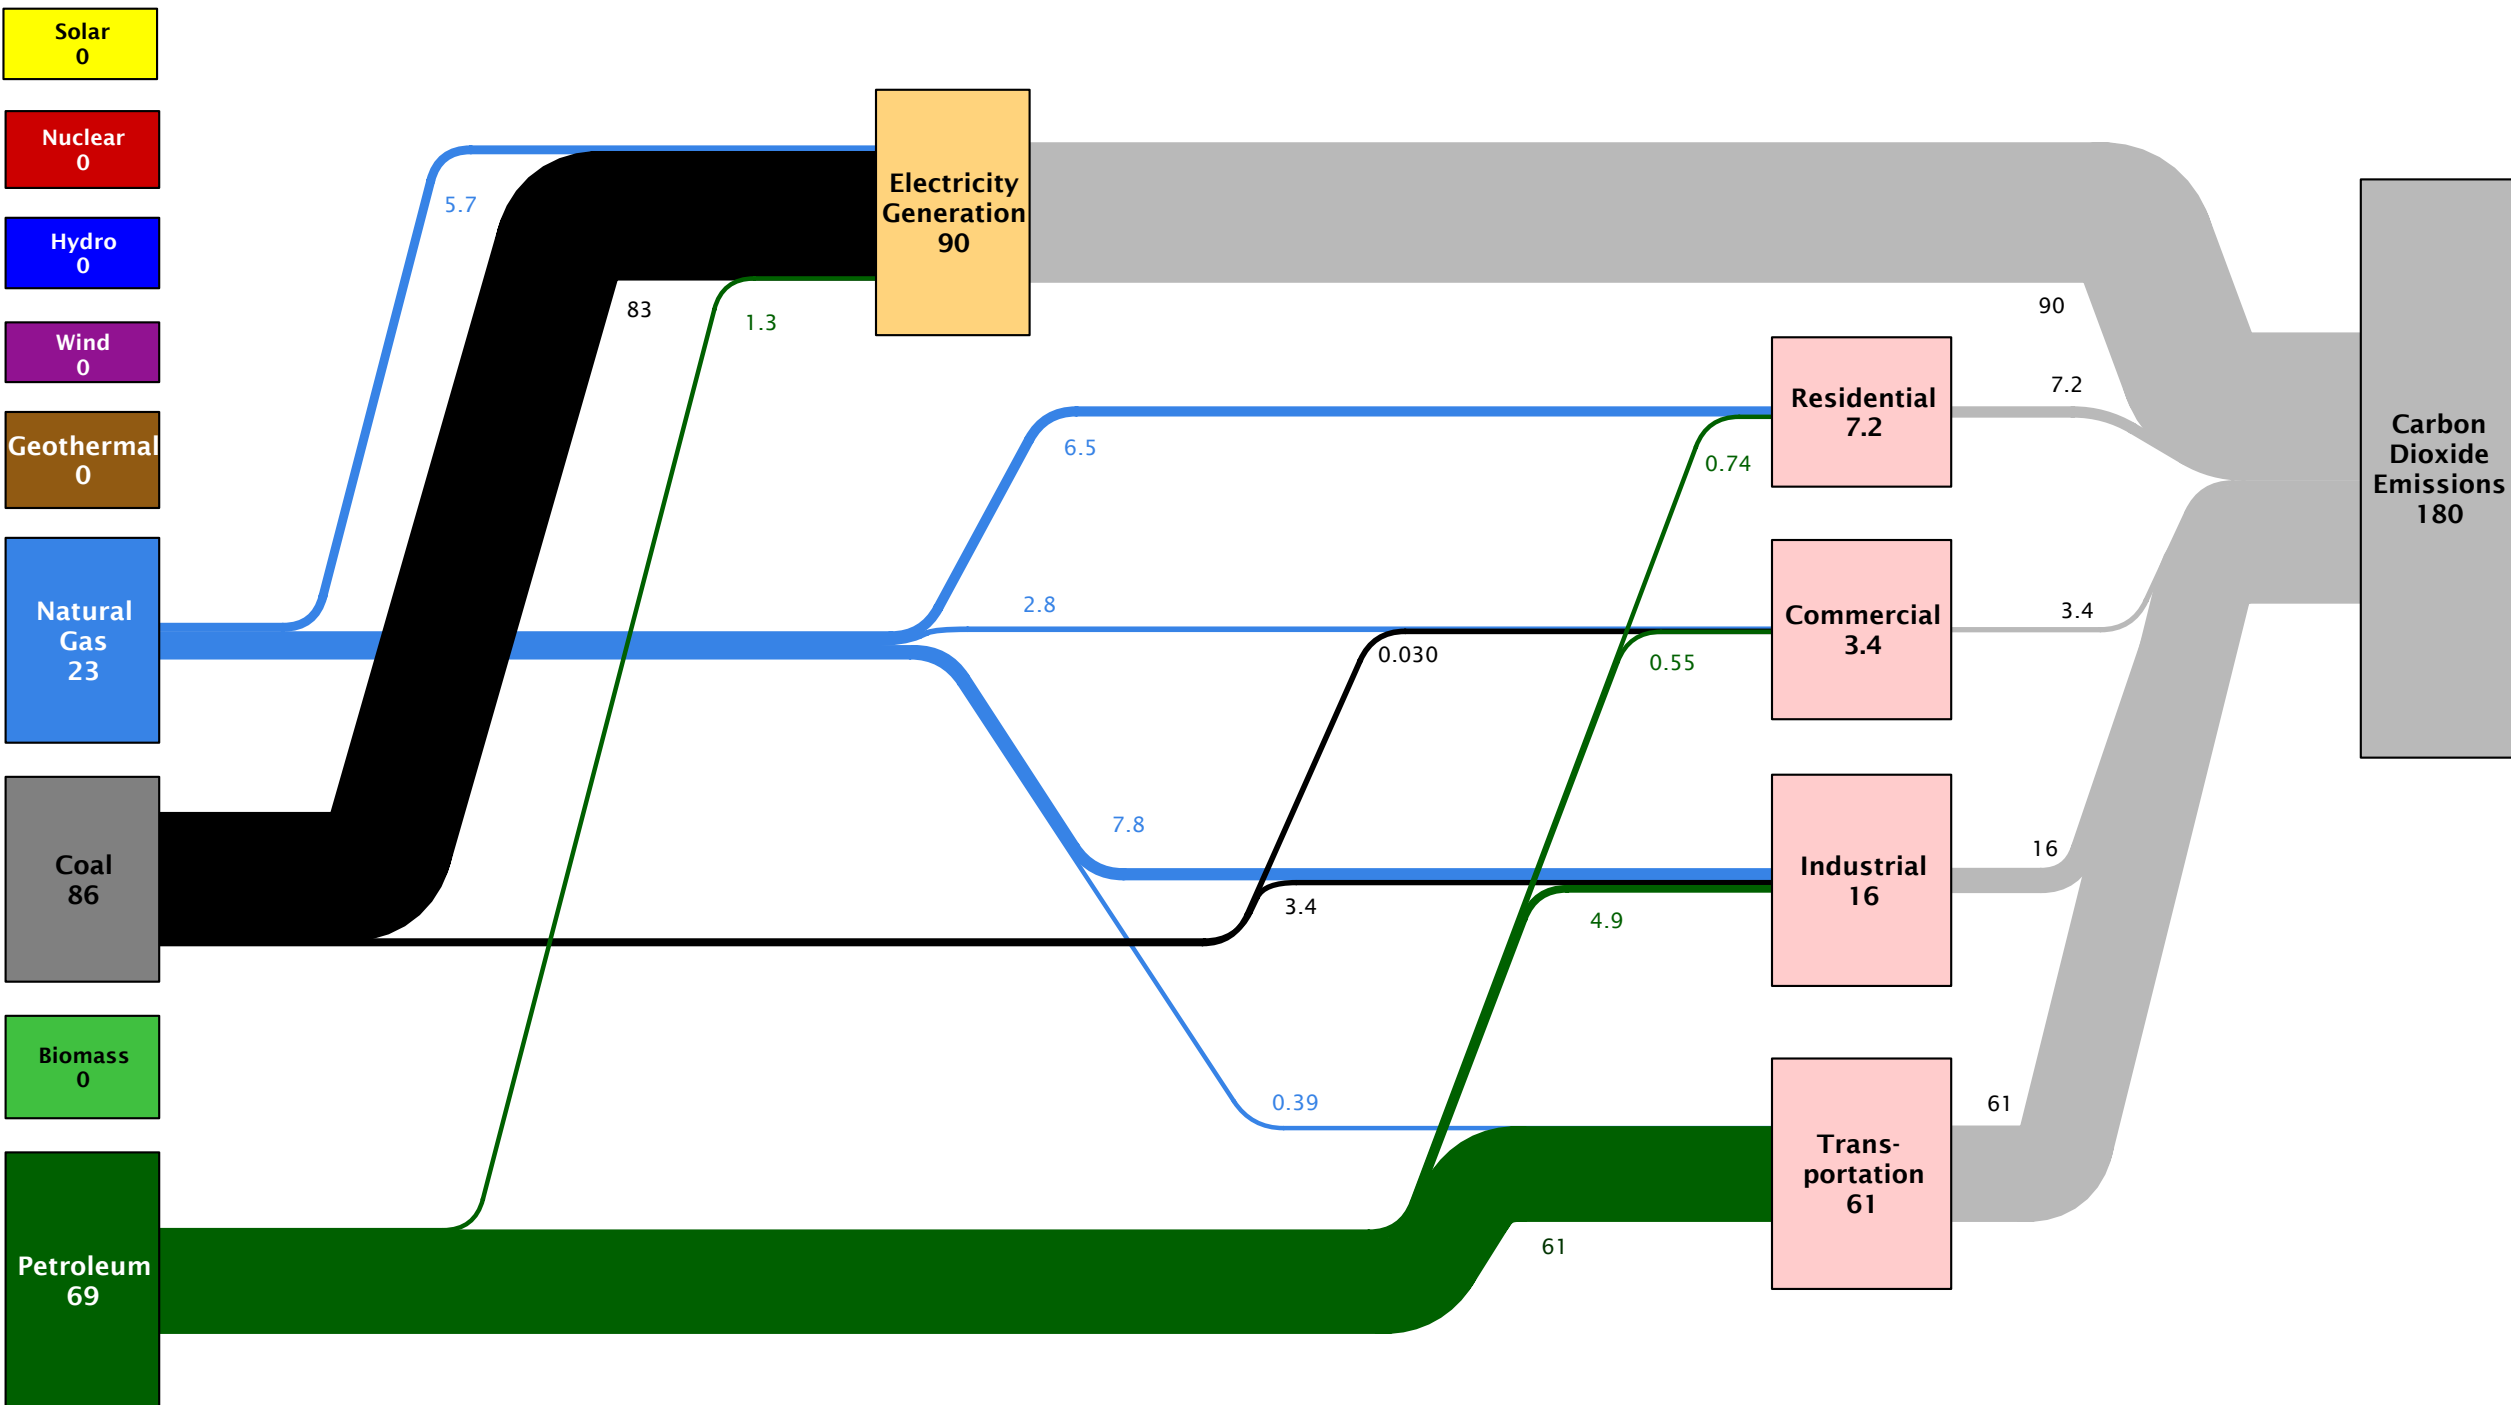 Solar
0
Nuclear
0
Hydro
0
Wind
0
Geothermal
0
Natural
Gas
23
Coal
86
Biomass
0
Petroleum
69
5.7
83
1.3
Electricity
Generation
90
6.5
2.8
7.8
0.39
0.030
3.4
0.74
0.55
4.9
61
Residential
7.2
Commercial
3.4
Industrial
16
Trans-
portation
61
90
7.2
3.4
16
61
Carbon
Dioxide
Emissions
180